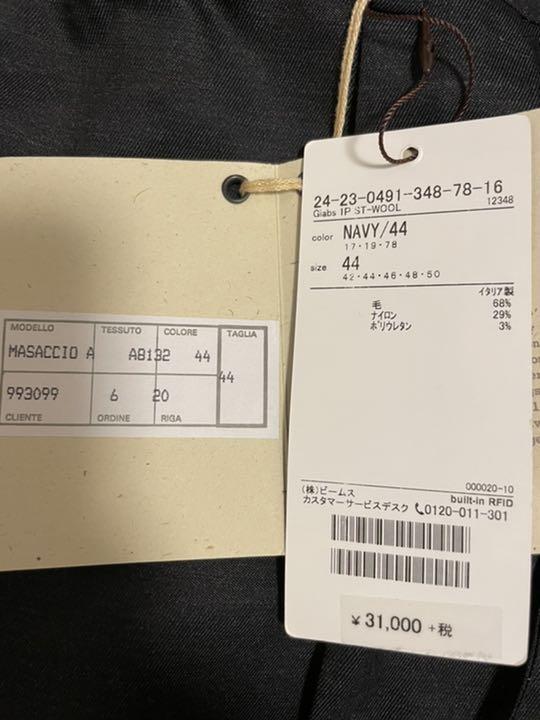 MODELLO TESSUTO COLORE TAGLIA
MASACCIO A AB132 44
44
993099 6 20
CLIENTE ORDINE RIGA
24-23-0491-348-78-16
Giabs IP ST-WOOL 12348
color NAVY/44
17・19・78
size 44
42・44・46・48・50
イタリア製
毛 68%
ナイロン 29%
ポリウレタン 3%
000020-10
(株)ビームス built-in RFID
カスタマーサービスデスク 0120-011-301
¥31,000 +税